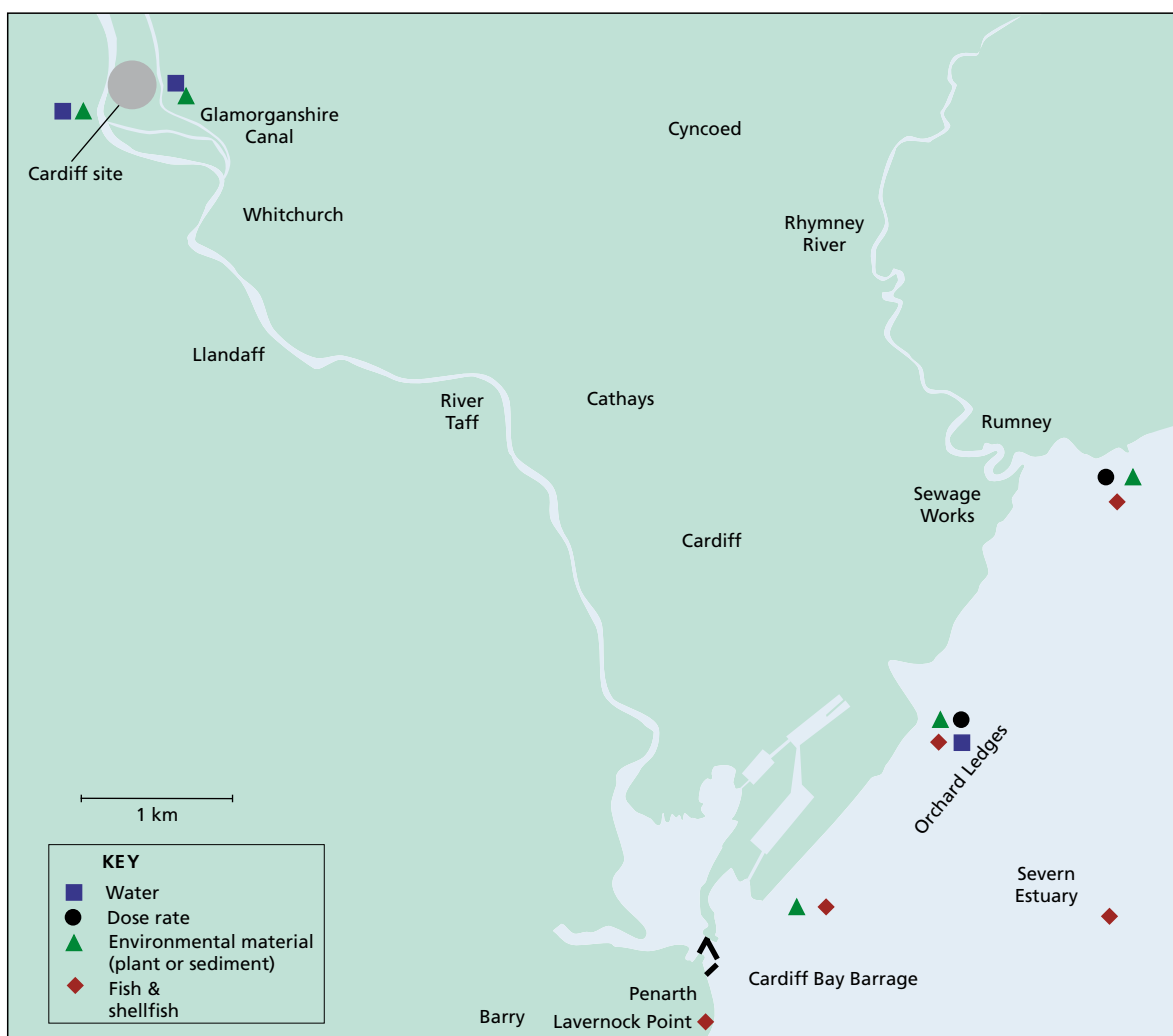 Glamorganshire
Canal
Cyncoed
Cardiff site
Whitchurch
Rhymney
River
Llandaff
River
Taff
Cathays
Rumney
Sewage
Works
Cardiff
Orchard Ledges
1 km
KEY
Water
Dose rate
Environmental material
(plant or sediment)
Fish &
shellfish
Severn
Estuary
Cardiff Bay Barrage
Penarth
Barry
Lavernock Point